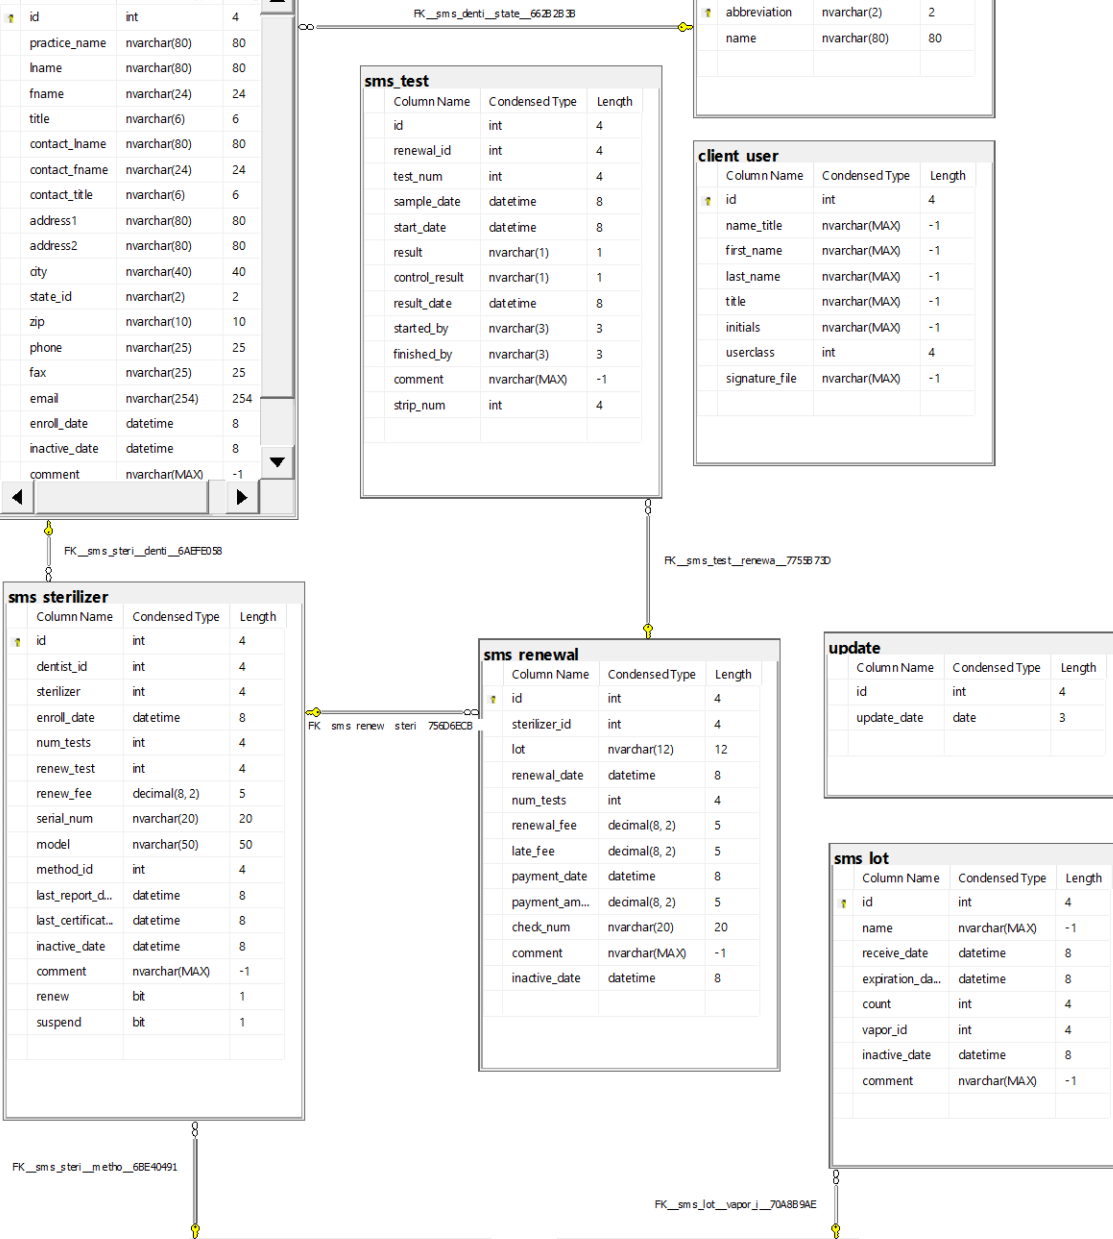 id int 4
practice_name nvarchar(80) 80
lname nvarchar(80) 80
fname nvarchar(24) 24
title nvarchar(6) 6
contact_lname nvarchar(80) 80
contact_fname nvarchar(24) 24
contact_title nvarchar(6) 6
address1 nvarchar(80) 80
address2 nvarchar(80) 80
city nvarchar(40) 40
state_id nvarchar(2) 2
zip nvarchar(10) 10
phone nvarchar(25) 25
fax nvarchar(25) 25
email nvarchar(254) 254
enroll_date datetime 8
inactive_date datetime 8
comment nvarchar(MAX) -1
FK__sms_denti__state__662B2B3B
abbreviation nvarchar(2) 2
name nvarchar(80) 80
sms_test
Column Name Condensed Type Length
id int 4
renewal_id int 4
test_num int 4
sample_date datetime 8
start_date datetime 8
result nvarchar(1) 1
control_result nvarchar(1) 1
result_date datetime 8
started_by nvarchar(3) 3
finished_by nvarchar(3) 3
comment nvarchar(MAX) -1
strip_num int 4
client_user
Column Name Condensed Type Length
id int 4
name_title nvarchar(MAX) -1
first_name nvarchar(MAX) -1
last_name nvarchar(MAX) -1
title nvarchar(MAX) -1
initials nvarchar(MAX) -1
userclass int 4
signature_file nvarchar(MAX) -1
FK__sms_steri__denti__6AEFE058
FK__sms_test__renewa__7755B73D
sms_sterilizer
Column Name Condensed Type Length
id int 4
dentist_id int 4
sterilizer int 4
enroll_date datetime 8
num_tests int 4
renew_test int 4
renew_fee decimal(8, 2) 5
serial_num nvarchar(20) 20
model nvarchar(50) 50
method_id int 4
last_report_d... datetime 8
last_certificat... datetime 8
inactive_date datetime 8
comment nvarchar(MAX) -1
renew bit 1
suspend bit 1
FK__sms_renew__steri__756D6ECB
sms_renewal
Column Name Condensed Type Length
id int 4
sterilizer_id int 4
lot nvarchar(12) 12
renewal_date datetime 8
num_tests int 4
renewal_fee decimal(8, 2) 5
late_fee decimal(8, 2) 5
payment_date datetime 8
payment_am... decimal(8, 2) 5
check_num nvarchar(20) 20
comment nvarchar(MAX) -1
inactive_date datetime 8
update
Column Name Condensed Type Length
id int 4
update_date date 3
sms_lot
Column Name Condensed Type Length
id int 4
name nvarchar(MAX) -1
receive_date datetime 8
expiration_da... datetime 8
count int 4
vapor_id int 4
inactive_date datetime 8
comment nvarchar(MAX) -1
FK__sms_steri__metho__6BE40491
FK__sms_lot__vapor_i__70A8B9AE